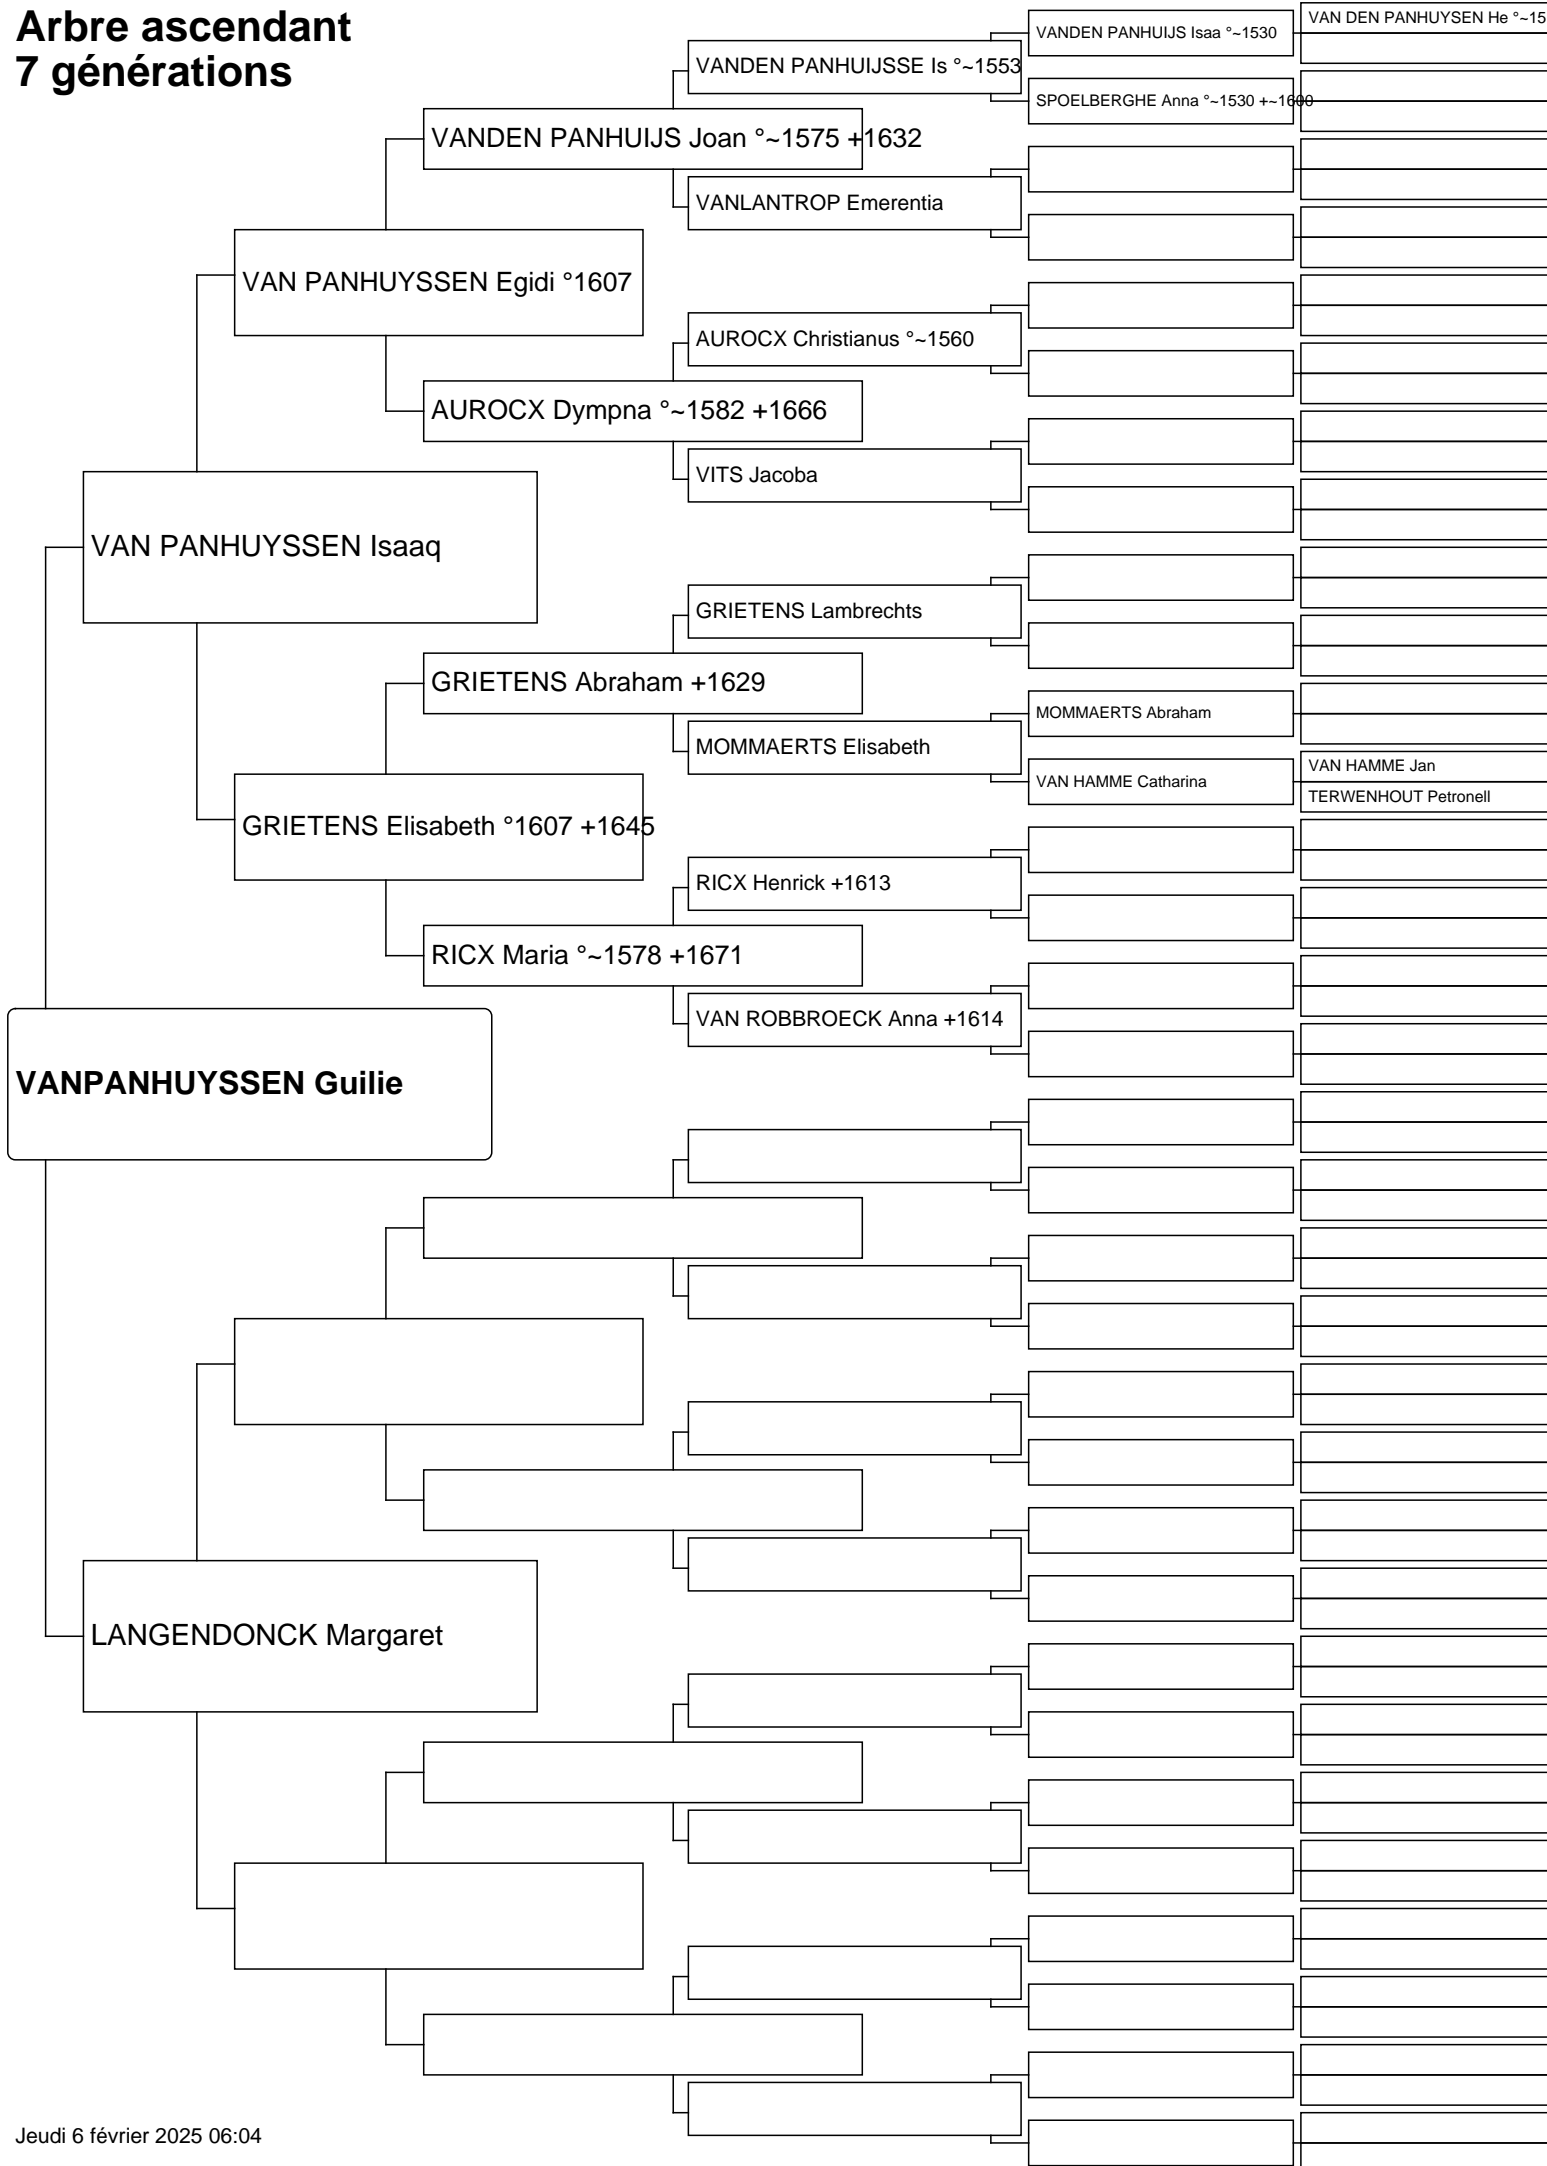 Arbre ascendant
7 générations
VAN DEN PANHUYSEN He °~15
VANDEN PANHUIJS Isaa °~1530
VANDEN PANHUIJSSE Is °~1553
SPOELBERGHE Anna °~1530 +~1600
VANDEN PANHUIJS Joan °~1575 +1632
VANLANTROP Emerentia
VAN PANHUYSSEN Egidi °1607
AUROCX Christianus °~1560
AUROCX Dympna °~1582 +1666
VITS Jacoba
VAN PANHUYSSEN Isaaq
GRIETENS Lambrechts
GRIETENS Abraham +1629
MOMMAERTS Abraham
MOMMAERTS Elisabeth
VAN HAMME Jan
VAN HAMME Catharina
TERWENHOUT Petronell
GRIETENS Elisabeth °1607 +1645
RICX Henrick +1613
RICX Maria °~1578 +1671
VAN ROBBROECK Anna +1614
VANPANHUYSSEN Guilie
LANGENDONCK Margaret
Jeudi 6 février 2025 06:04